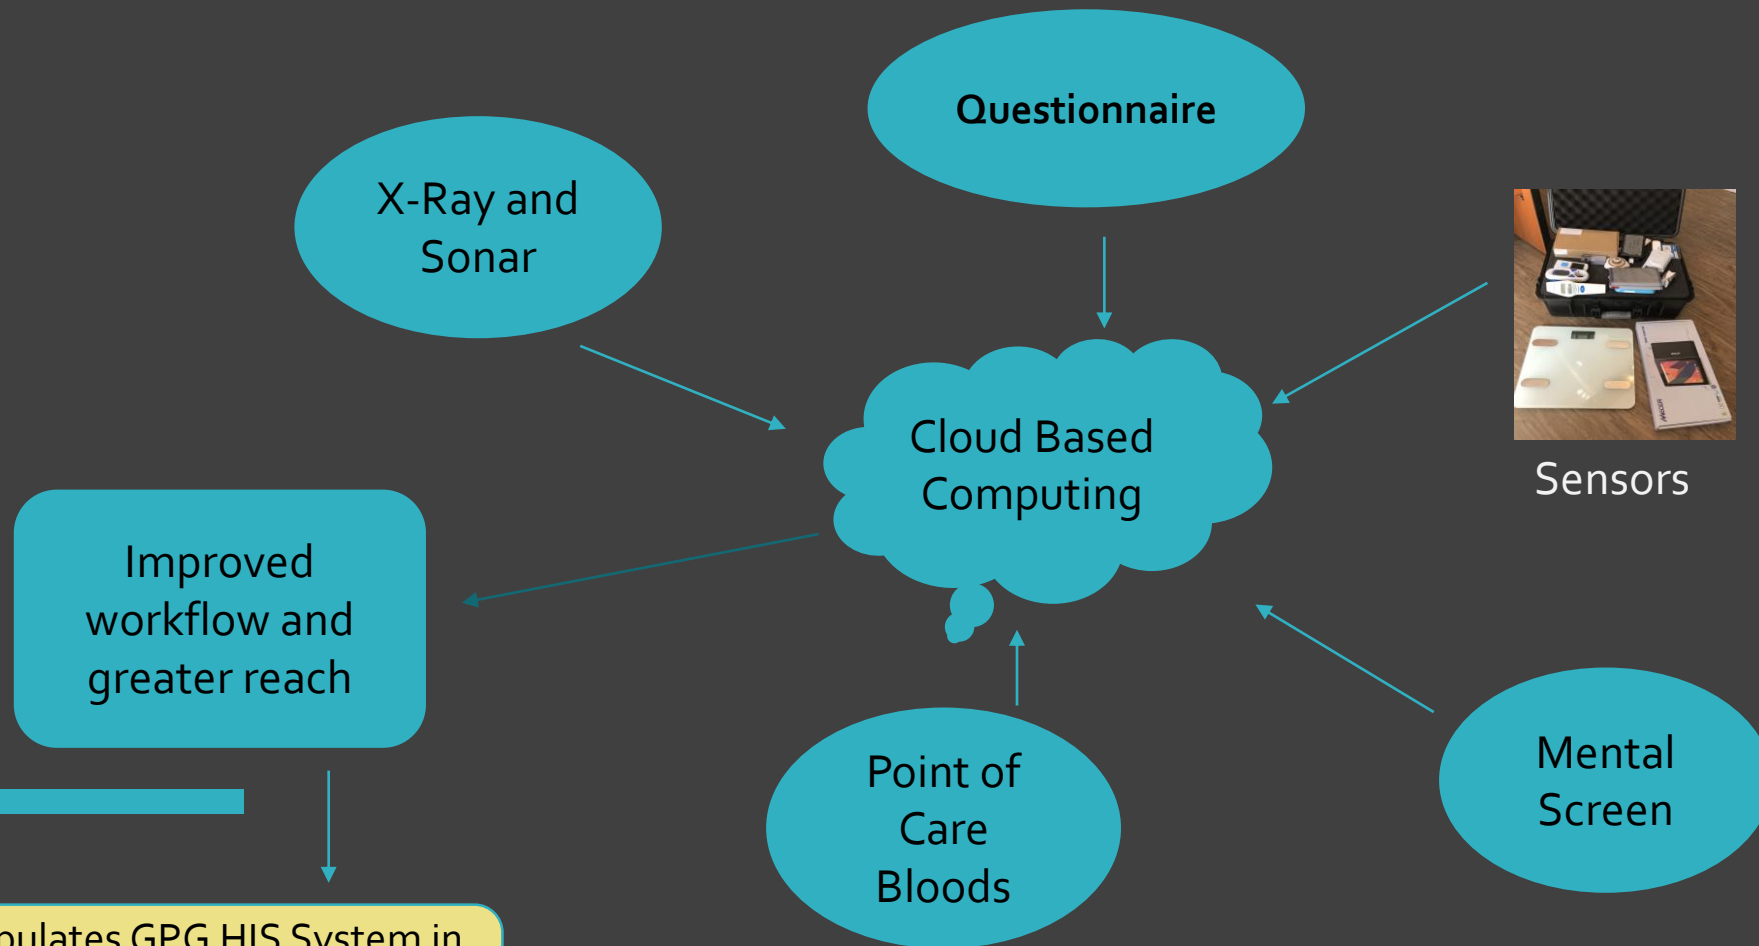 Questionnaire
X-Ray and
Sonar
Cloud Based
Computing
Sensors
Improved
workflow and
greater reach
Point of
Care
Bloods
Mental
Screen
GPG HIS System in